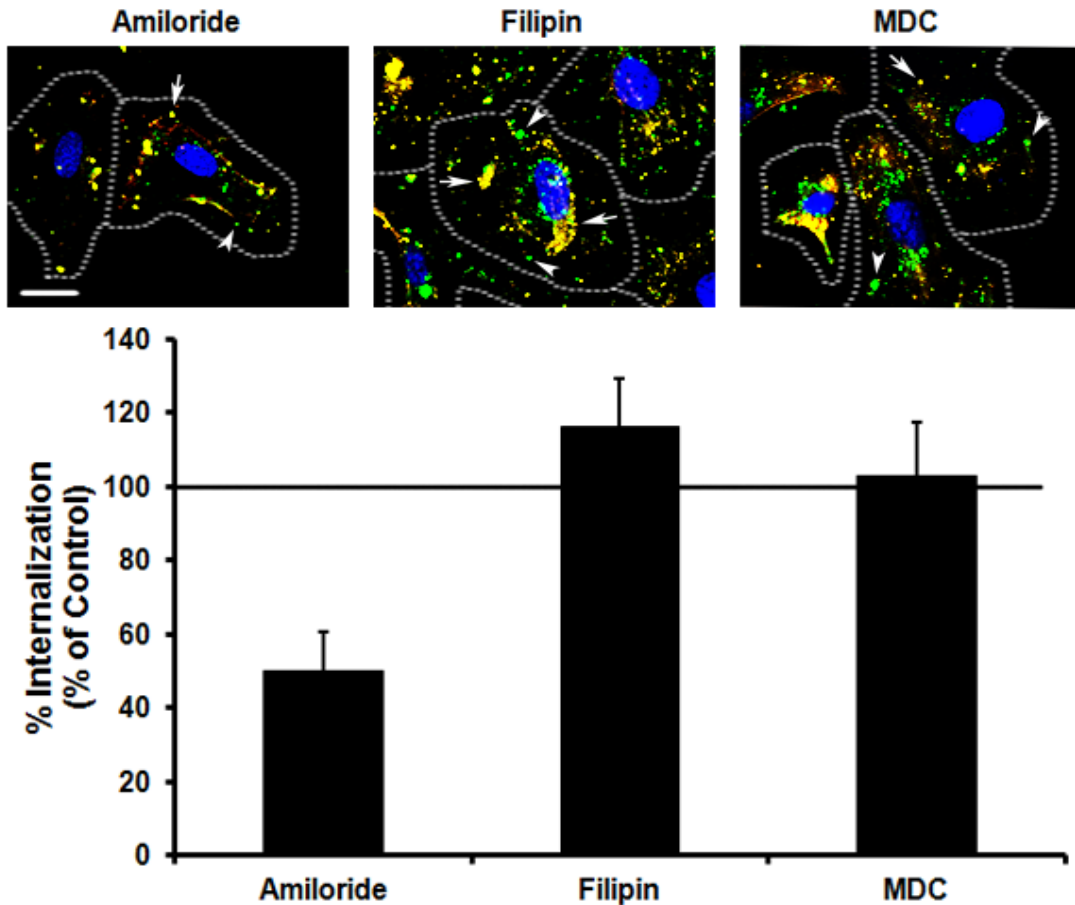 Amiloride Filipin MDC
140
120
100
80
60
40
20
0
% Internalization
(% of Control)
Amiloride Filipin MDC